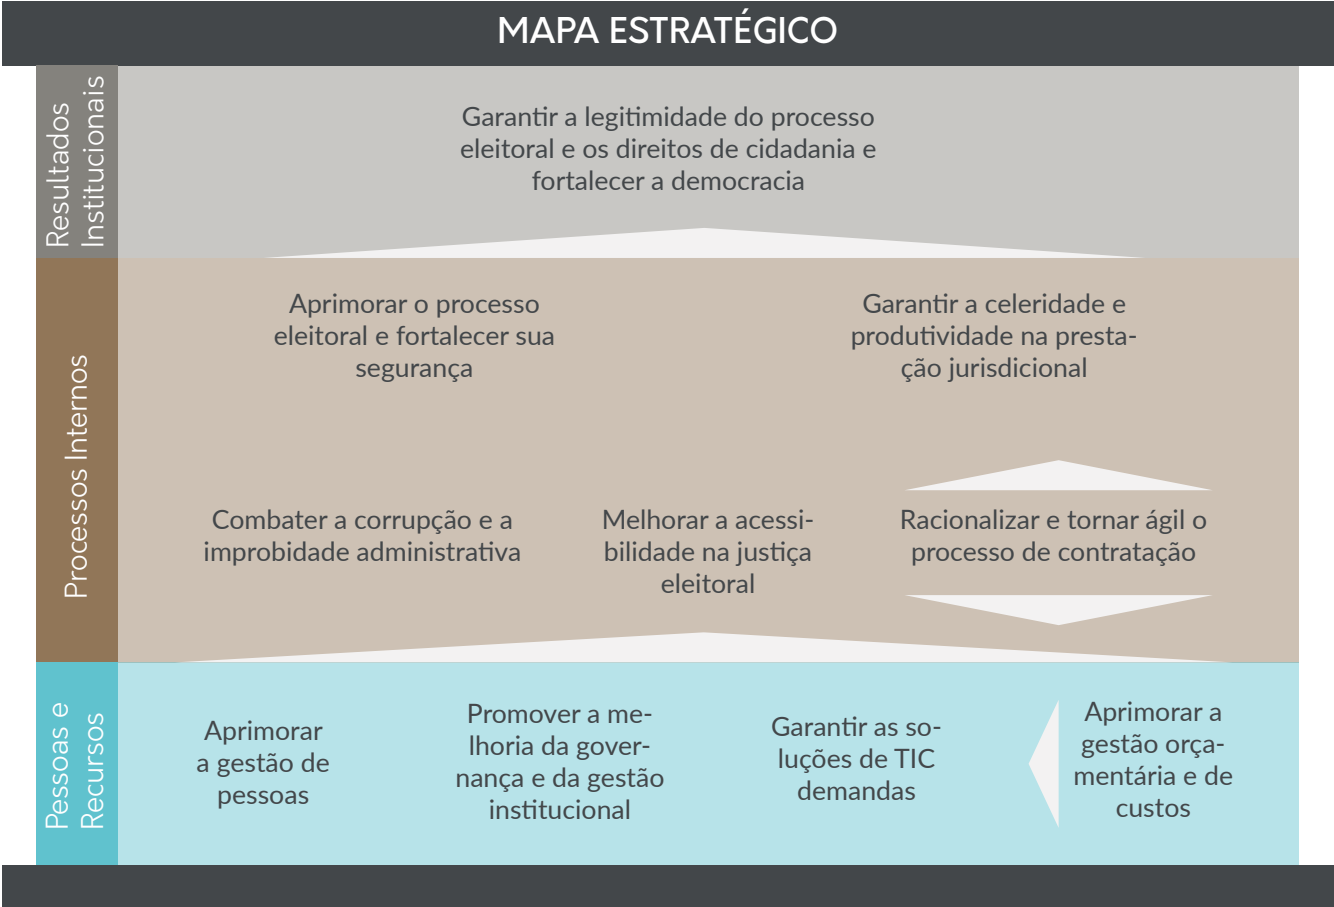 MAPA ESTRATÉGICO
Resultados
Institucionais
Garantir a legitimidade do processo
eleitoral e os direitos de cidadania e
fortalecer a democracia
Processos Internos
Aprimorar o processo
eleitoral e fortalecer sua
segurança
Garantir a celeridade e
produtividade na presta-
ção jurisdicional
Combater a corrupção e a
improbidade administrativa
Melhorar a acessi-
bilidade na justiça
eleitoral
Racionalizar e tornar ágil o
processo de contratação
Pessoas e
Recursos
Aprimorar
a gestão de
pessoas
Promover a me-
lhoria da gover-
nança e da gestão
institucional
Garantir as so-
luções de TIC
demandas
Aprimorar a
gestão orça-
mentária e de
custos